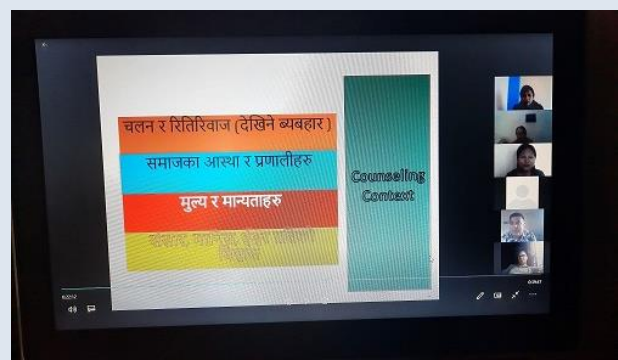 चलन र रितिरिवाज (देखिने ब्यबहार)
समाजका आस्था र प्रणालीहरु
मुल्य र मान्यताहरु
Counseling
Context